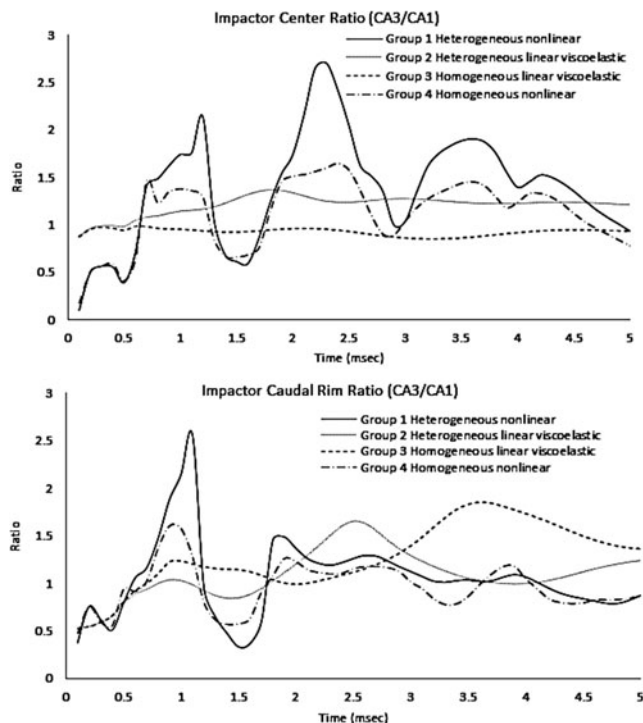 Impactor Center Ratio (CA3/CA1)
3
2.5
2
1.5
1
0.5
0
Ratio
Group 1 Heterogeneous nonlinear
Group 2 Heterogeneous linear viscoelastic
Group 3 Homogeneous linear viscoelastic
Group 4 Homogeneous nonlinear
0 0.5 1 1.5 2 2.5 3 3.5 4 4.5 5
Time (msec)
Impactor Caudal Rim Ratio (CA3/CA1)
3
2.5
2
1.5
1
0.5
0
Ratio
Group 1 Heterogeneous nonlinear
Group 2 Heterogeneous linear viscoelastic
Group 3 Homogeneous linear viscoelastic
Group 4 Homogeneous nonlinear
0 0.5 1 1.5 2 2.5 3 3.5 4 4.5 5
Time (msec)